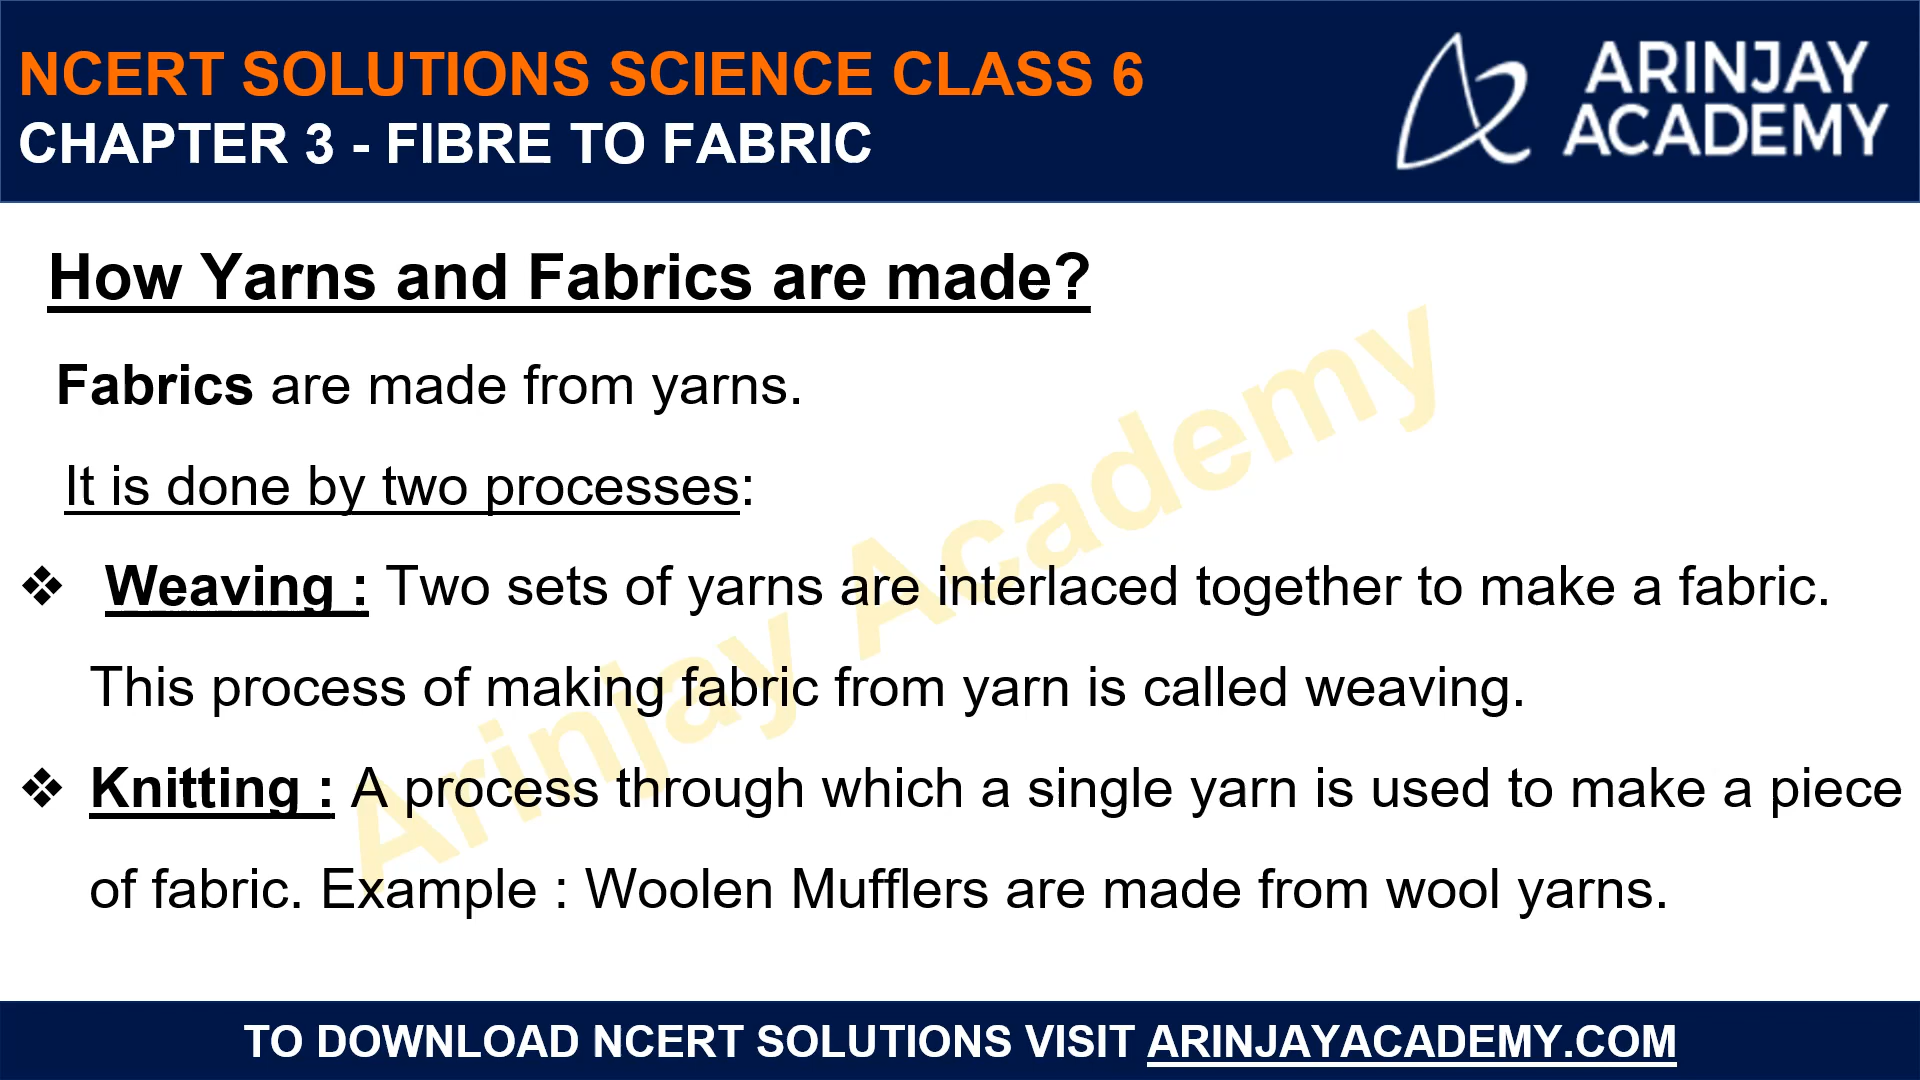 NCERT SOLUTIONS SCIENCE CLASS 6
CHAPTER 3 - FIBRE TO FABRIC
ARINJAY
ACADEMY
How Yarns and Fabrics are made?
Fabrics are made from yarns.
It is done by two processes:
❖ Weaving : Two sets of yarns are interlaced together to make a fabric.
This process of making fabric from yarn is called weaving.
❖ Knitting : A process through which a single yarn is used to make a piece
of fabric. Example : Woolen Mufflers are made from wool yarns.
Arinjay Academy
TO DOWNLOAD NCERT SOLUTIONS VISIT ARINJAYACADEMY.COM